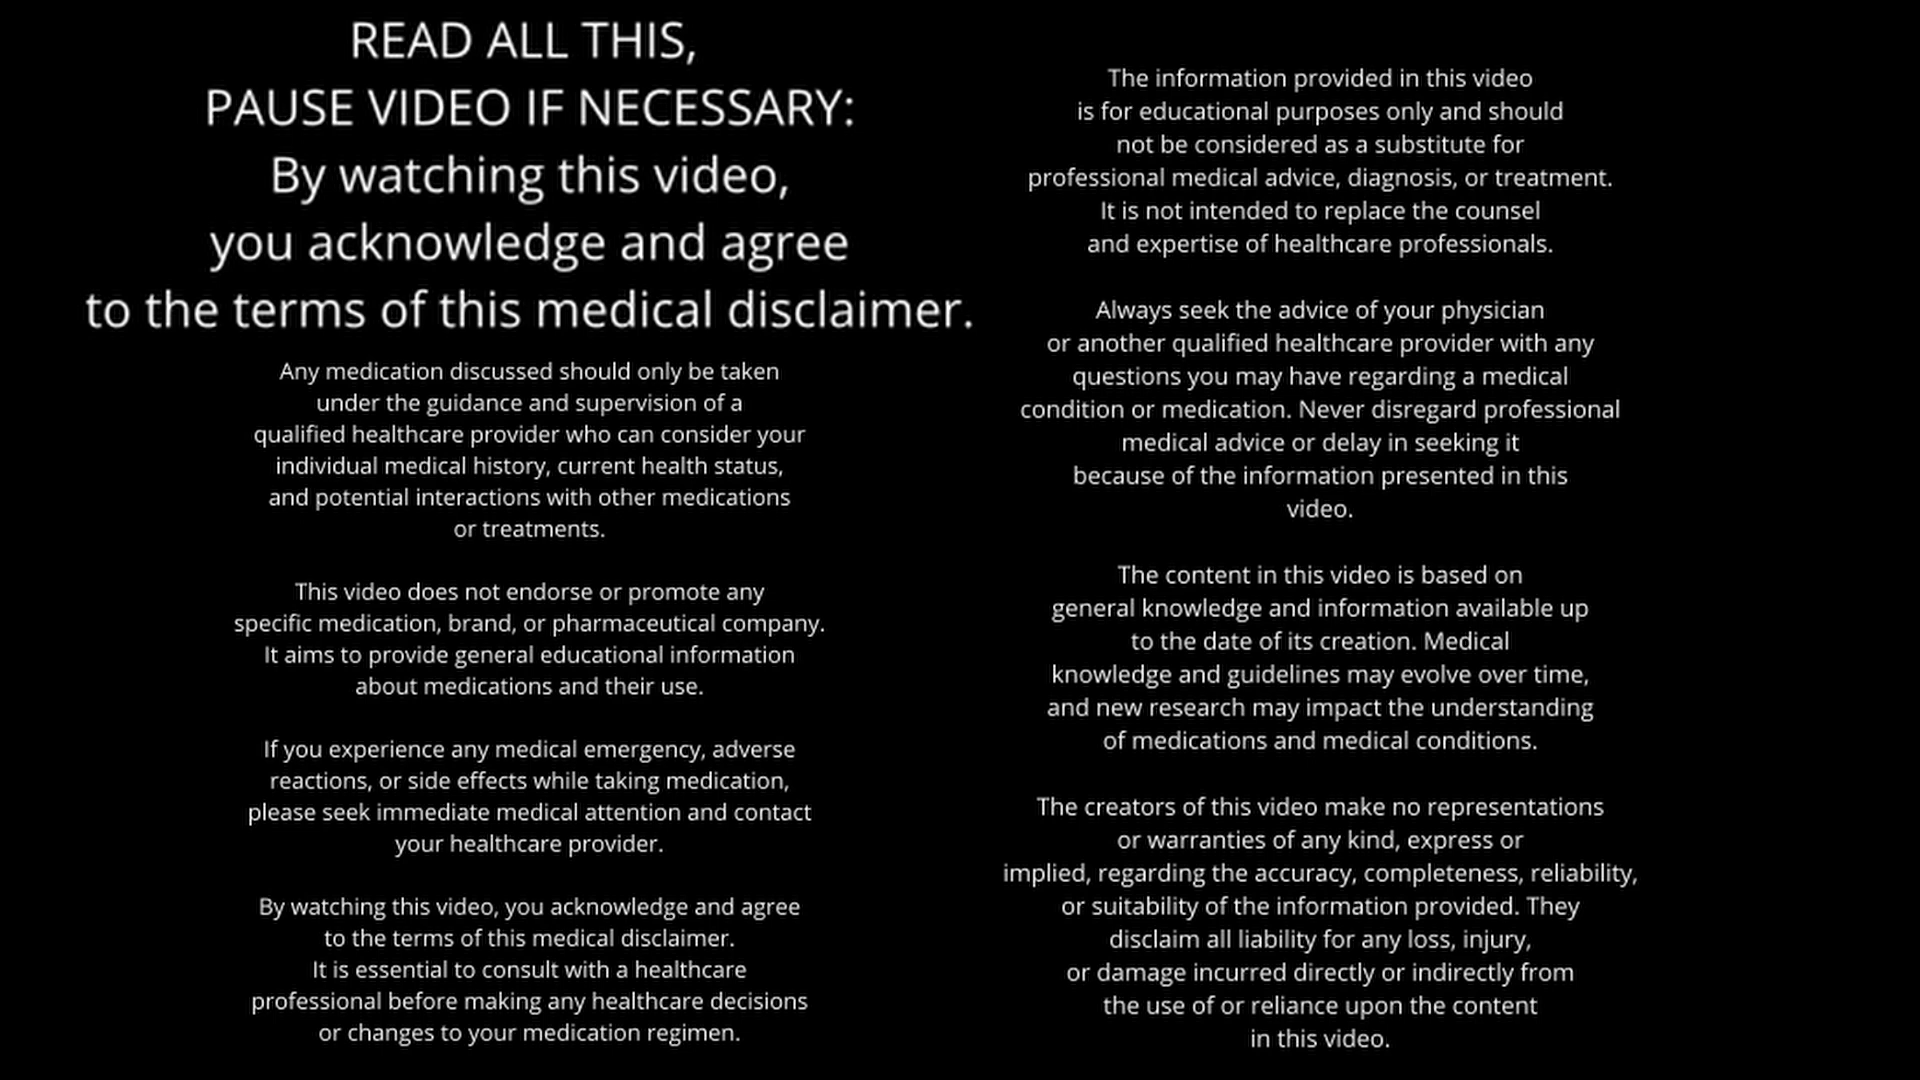 READ ALL THIS,
PAUSE VIDEO IF NECESSARY:
By watching this video,
you acknowledge and agree
to the terms of this medical disclaimer.
Any medication discussed should only be taken
under the guidance and supervision of a
qualified healthcare provider who can consider your
individual medical history, current health status,
and potential interactions with other medications
or treatments.
This video does not endorse or promote any
specific medication, brand, or pharmaceutical company.
It aims to provide general educational information
about medications and their use.
If you experience any medical emergency, adverse
reactions, or side effects while taking medication,
please seek immediate medical attention and contact
your healthcare provider.
By watching this video, you acknowledge and agree
to the terms of this medical disclaimer.
It is essential to consult with a healthcare
professional before making any healthcare decisions
or changes to your medication regimen.
The information provided in this video
is for educational purposes only and should
not be considered as a substitute for
professional medical advice, diagnosis, or treatment.
It is not intended to replace the counsel
and expertise of healthcare professionals.
Always seek the advice of your physician
or another qualified healthcare provider with any
questions you may have regarding a medical
condition or medication. Never disregard professional
medical advice or delay in seeking it
because of the information presented in this
video.
The content in this video is based on
general knowledge and information available up
to the date of its creation. Medical
knowledge and guidelines may evolve over time,
and new research may impact the understanding
of medications and medical conditions.
The creators of this video make no representations
or warranties of any kind, express or
implied, regarding the accuracy, completeness, reliability,
or suitability of the information provided. They
disclaim all liability for any loss, injury,
or damage incurred directly or indirectly from
the use of or reliance upon the content
in this video.